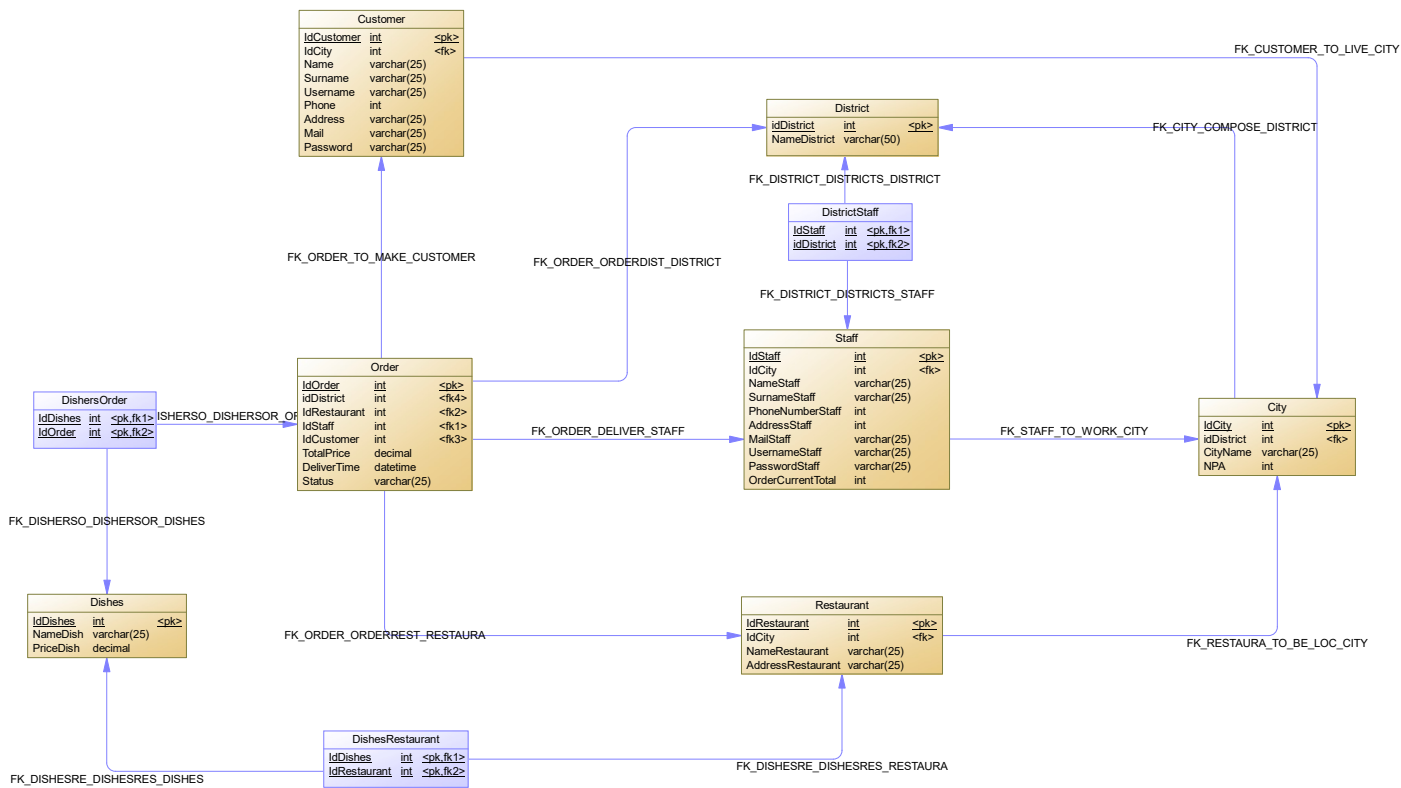 Customer
IdCustomer int <pk>
IdCity int <fk>
Name varchar(25)
Surname varchar(25)
Username varchar(25)
Phone int
Address varchar(25)
Mail varchar(25)
Password varchar(25)
FK_CUSTOMER_TO_LIVE_CITY
District
idDistrict int <pk>
NameDistrict varchar(50)
FK_CITY_COMPOSE_DISTRICT
FK_DISTRICT_DISTRICTS_DISTRICT
DistrictStaff
IdStaff int <pk,fk1>
idDistrict int <pk,fk2>
FK_ORDER_TO_MAKE_CUSTOMER
FK_ORDER_ORDERDIST_DISTRICT
FK_DISTRICT_DISTRICTS_STAFF
Staff
IdStaff int <pk>
IdCity int <fk>
NameStaff varchar(25)
SurnameStaff varchar(25)
PhoneNumberStaff int
AddressStaff int
MailStaff varchar(25)
UsernameStaff varchar(25)
PasswordStaff varchar(25)
OrderCurrentTotal int
Order
IdOrder int <pk>
idDistrict int <fk4>
IdRestaurant int <fk2>
IdStaff int <fk1>
IdCustomer int <fk3>
TotalPrice decimal
DeliverTime datetime
Status varchar(25)
DishersOrder
IdDishes int <pk,fk1>
IdOrder int <pk,fk2>
ISHERSO_DISHERSOR_OF
FK_ORDER_DELIVER_STAFF
FK_STAFF_TO_WORK_CITY
City
IdCity int <pk>
idDistrict int <fk>
CityName varchar(25)
NPA int
FK_DISHERSO_DISHERSOR_DISHES
Dishes
IdDishes int <pk>
NameDish varchar(25)
PriceDish decimal
FK_ORDER_ORDERREST_RESTAURA
Restaurant
IdRestaurant int <pk>
IdCity int <fk>
NameRestaurant varchar(25)
AddressRestaurant varchar(25)
FK_RESTAURA_TO_BE_LOC_CITY
DishesRestaurant
IdDishes int <pk,fk1>
IdRestaurant int <pk,fk2>
FK_DISHESRE_DISHESRES_DISHES
FK_DISHESRE_DISHESRES_RESTAURA